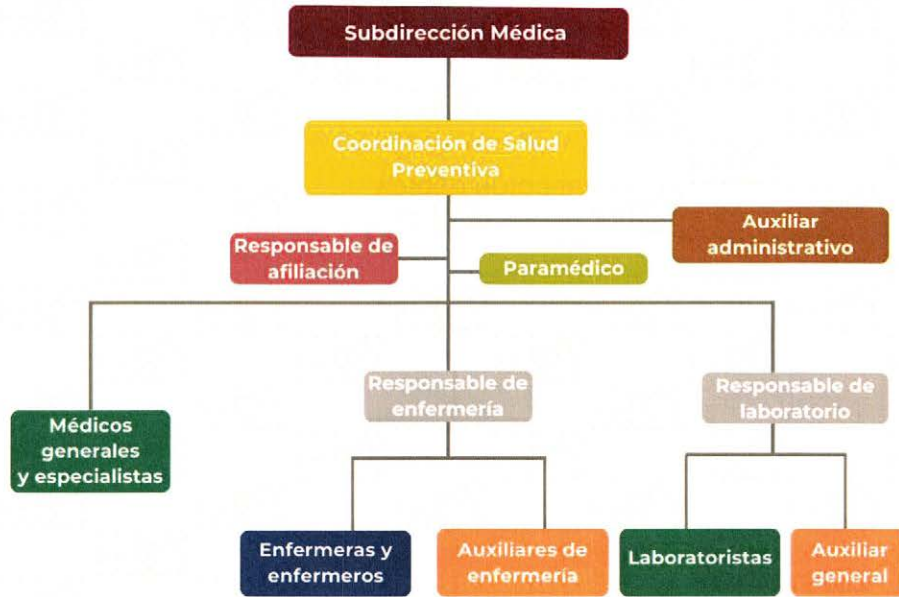 Subdirección Médica
Coordinación de Salud
Preventiva
Auxiliar
administrativo
Responsable de
afiliación
Paramédico
Responsable de
enfermería
Responsable de
laboratorio
Médicos
generales
y especialistas
Enfermeras y
enfermeros
Auxiliares de
enfermería
Laboratoristas
Auxiliar
general